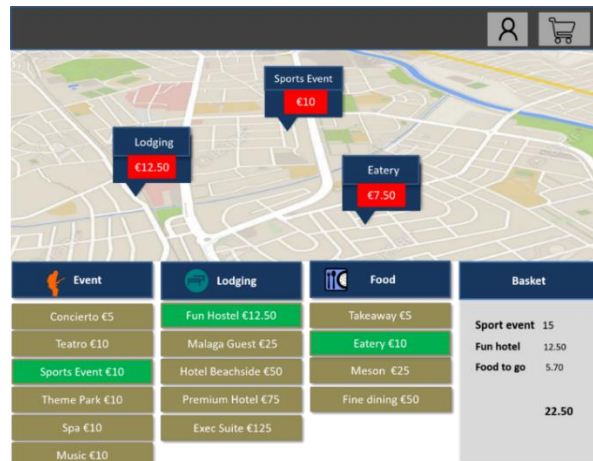 Sports Event
€10
Lodging
€12.50
Eatery
€7.50
Event
Concierto €5
Teatro €10
Sports Event €10
Theme Park €10
Spa €10
Music €10
Lodging
Fun Hostel €12.50
Malaga Guest €25
Hotel Beachside €50
Premium Hotel €75
Exec Suite €125
Food
Takeaway €5
Eatery €10
Meson €25
Fine dining €50
Basket
Sport event 15
Fun hotel 12.50
Food to go 5.70
22.50